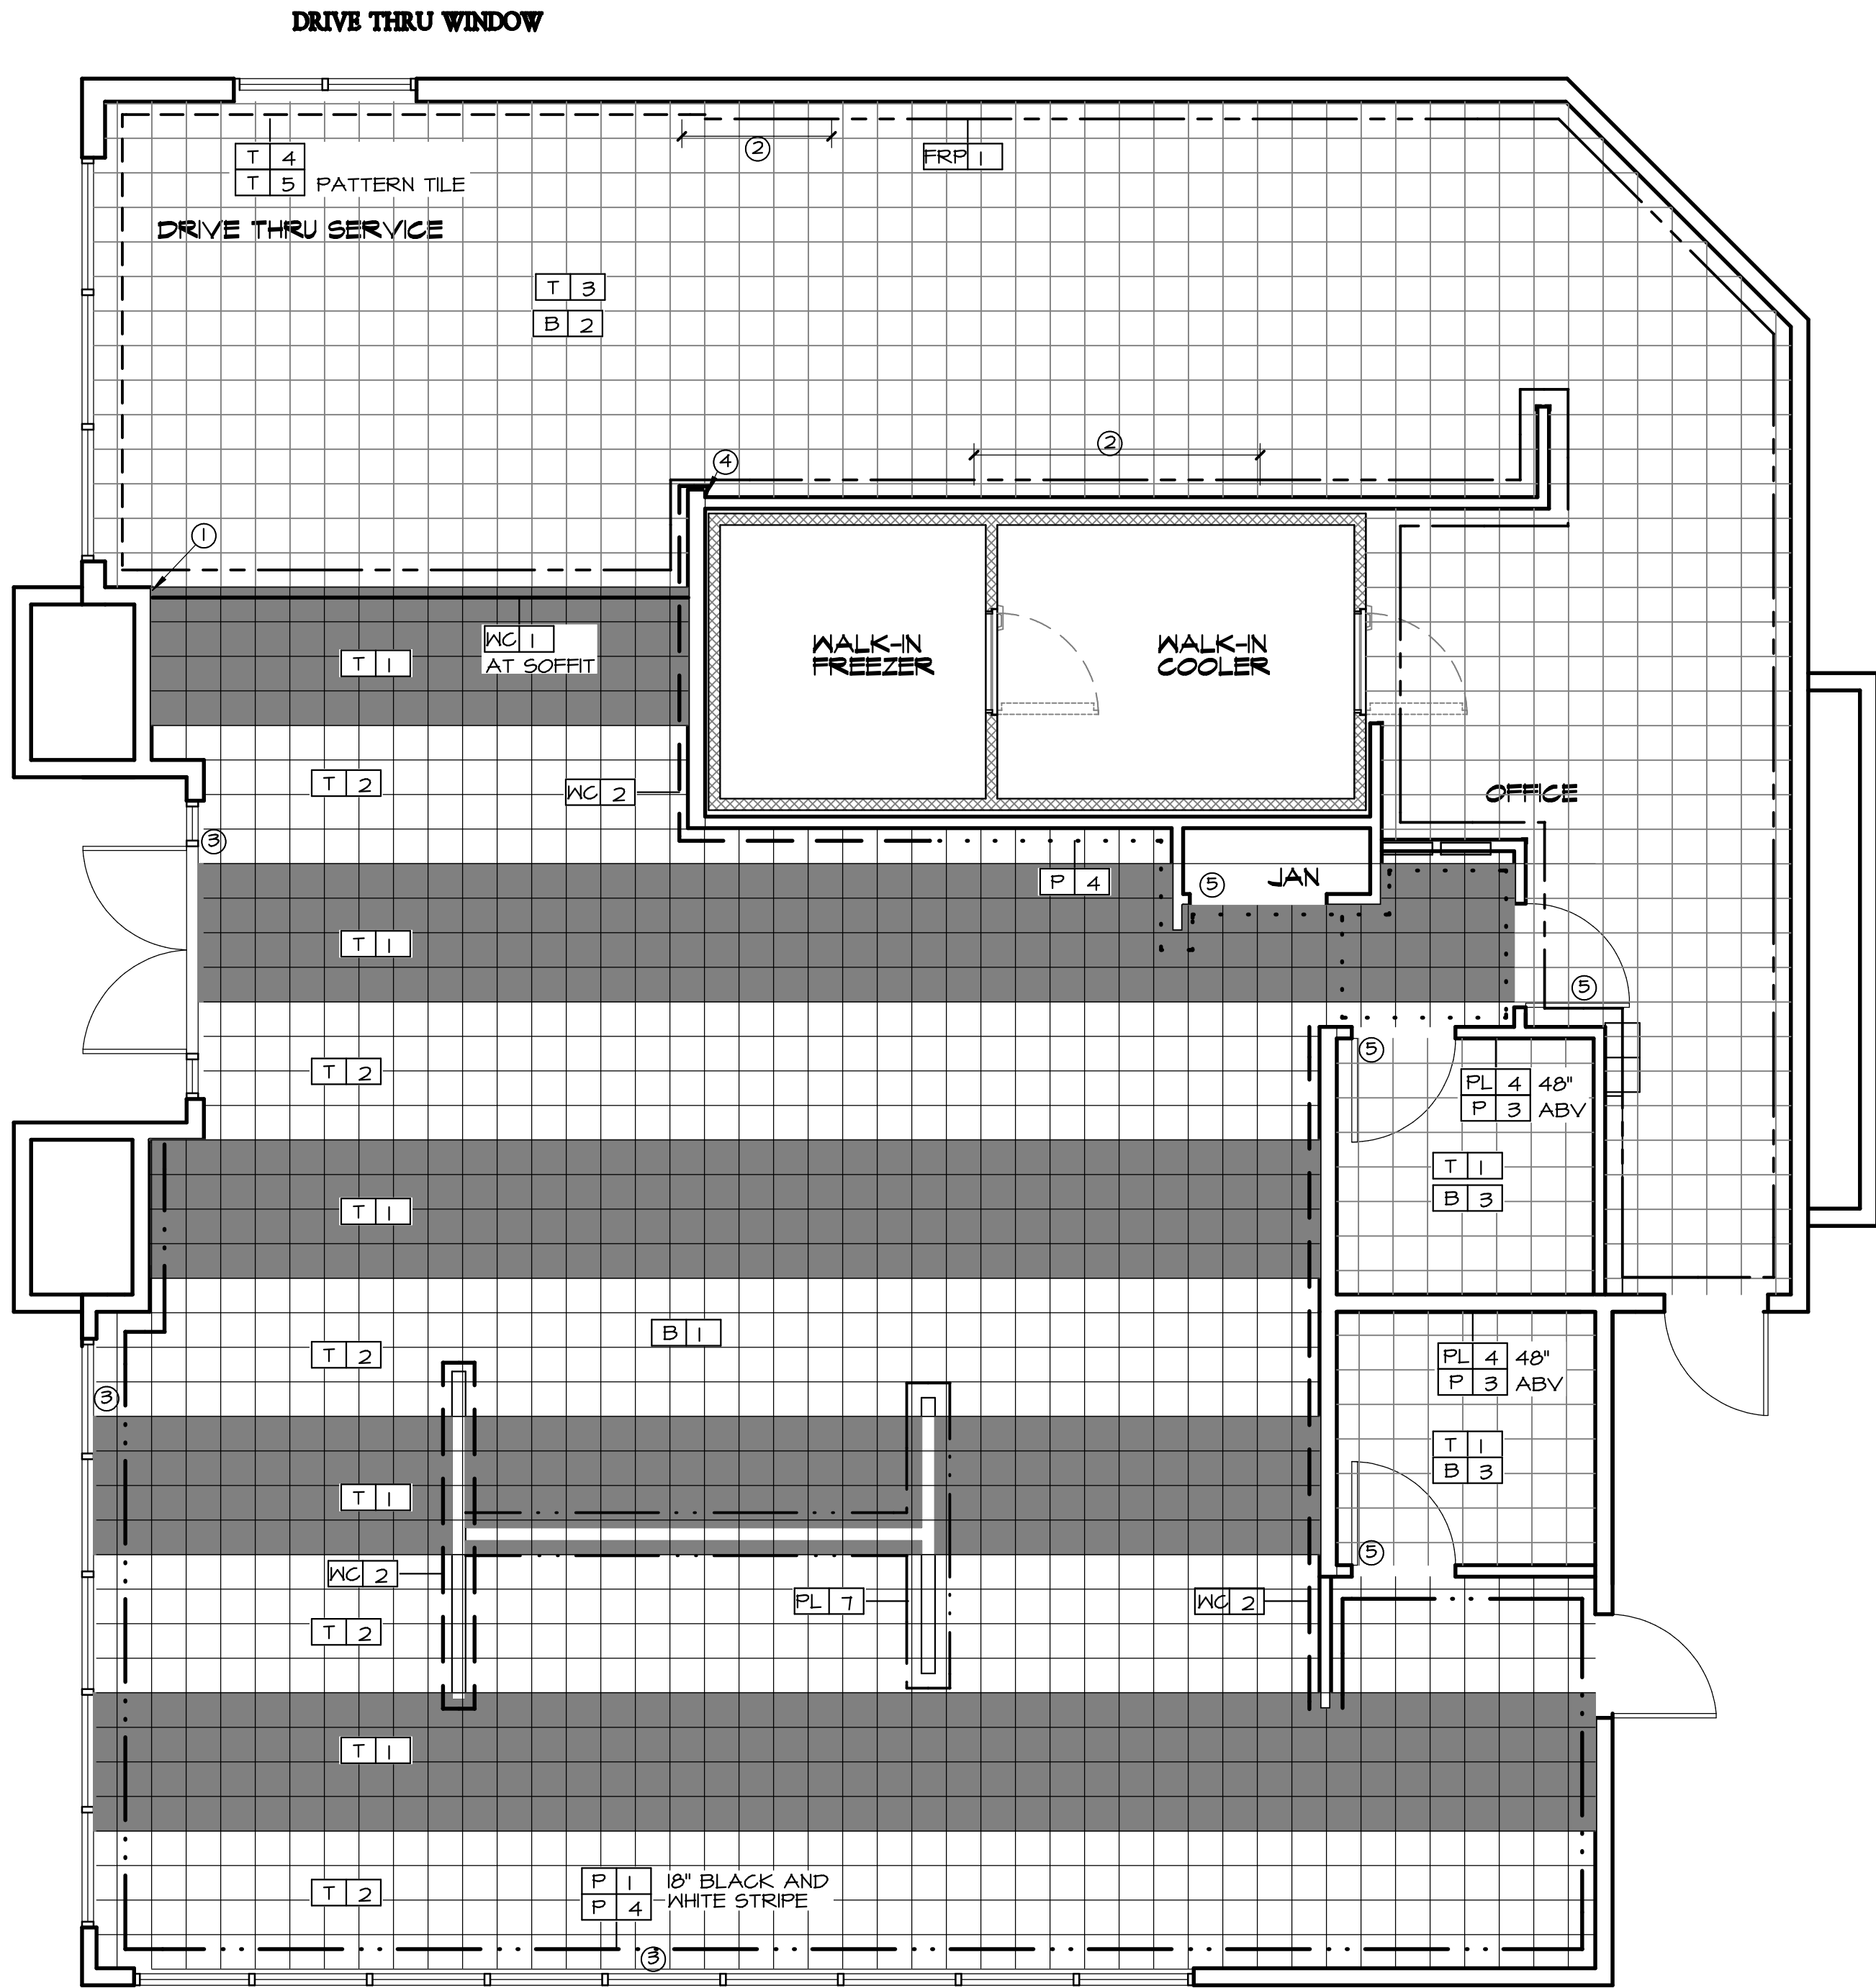 DRIVE THRU WINDOW
T 4
T 5 PATTERN TILE
2
FRP 1
DRIVE THRU SERVICE
T 3
B 2
2
4
1
WC 1
AT SOFFIT
T 1
WALK-IN
FREEZER
WALK-IN
COOLER
T 2
WC 2
OFFICE
3
P 4
5
JAN
T 1
5
T 2
5
PL 4 48"
P 3 ABV
T 1
B 3
T 1
B 1
T 2
3
PL 4 48"
P 3 ABV
T 1
B 3
T 1
5
WC 2
PL 7
WC 2
T 2
T 1
P 1 18" BLACK AND
P 4 WHITE STRIPE
T 2
3